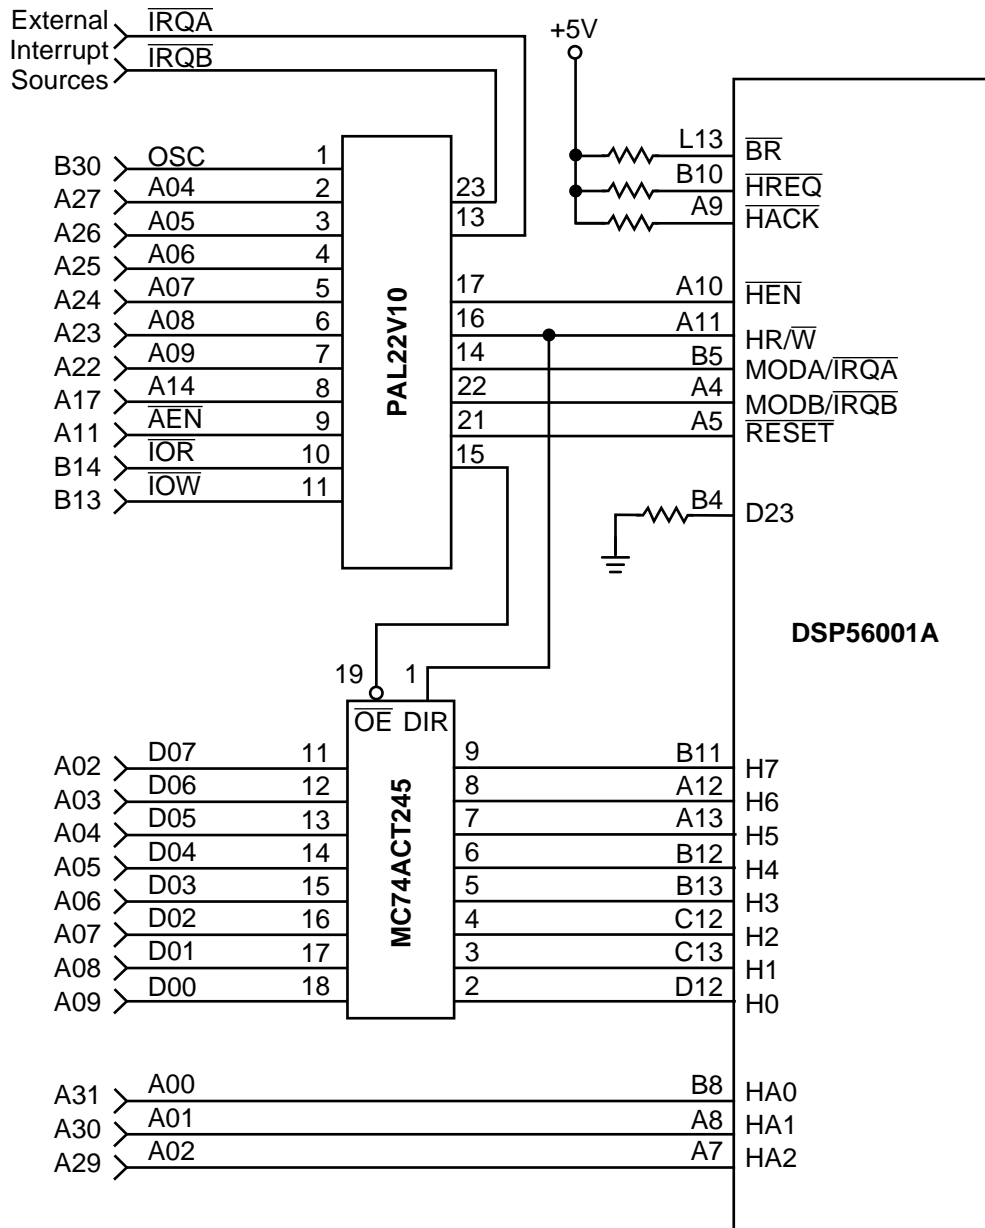 External
Interrupt
Sources
IRQA
IRQB
+5V
B30 OSC 1
A27 A04 2
A26 A05 3
A25 A06 4
A24 A07 5
A23 A08 6
A22 A09 7
A17 A14 8
A11 AEN 9
B14 IOR 10
B13 IOW 11
PAL22V10
23
13
17
16
14
22
21
15
L13 BR
B10 HREQ
A9 HACK
A10 HEN
A11 HR/W
B5 MODA/IRQA
A4 MODB/IRQB
A5 RESET
B4 D23
DSP56001A
19 1
OE DIR
MC74ACT245
A02 D07 11 9 B11 H7
A03 D06 12 8 A12 H6
A04 D05 13 7 A13 H5
A05 D04 14 6 B12 H4
A06 D03 15 5 B13 H3
A07 D02 16 4 C12 H2
A08 D01 17 3 C13 H1
A09 D00 18 2 D12 H0
A31 A00 B8 HA0
A30 A01 A8 HA1
A29 A02 A7 HA2